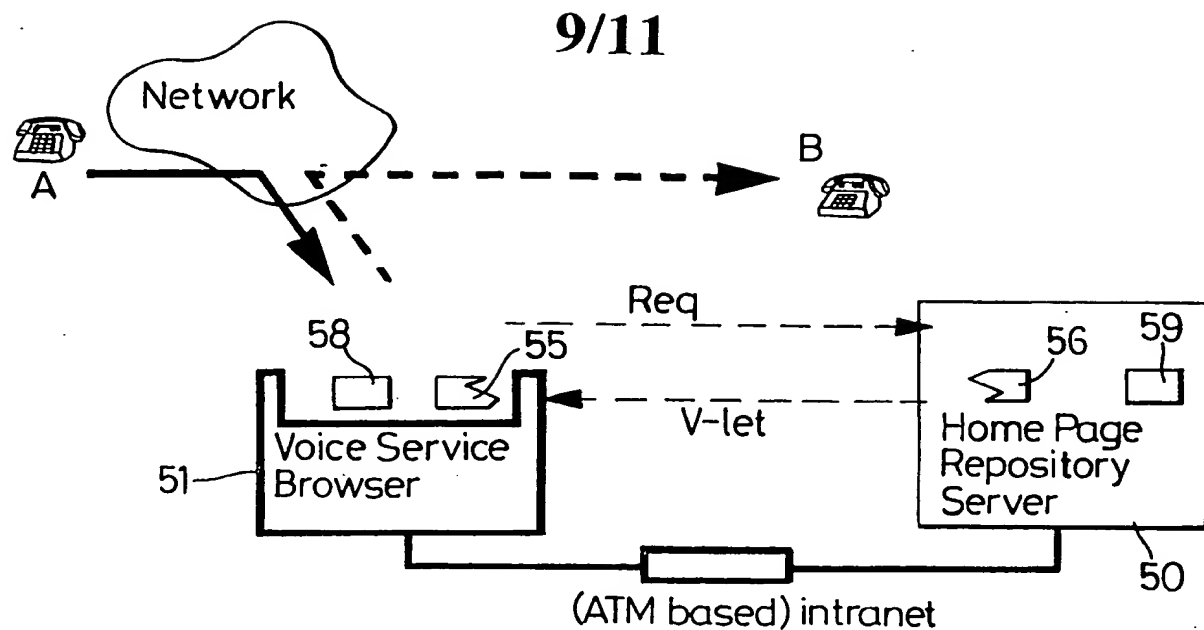 9/11
Network
A
B
Req
58
55
56
59
V-let
Voice Service
Browser
51
Home Page
Repository
Server
50
(ATM based) intranet